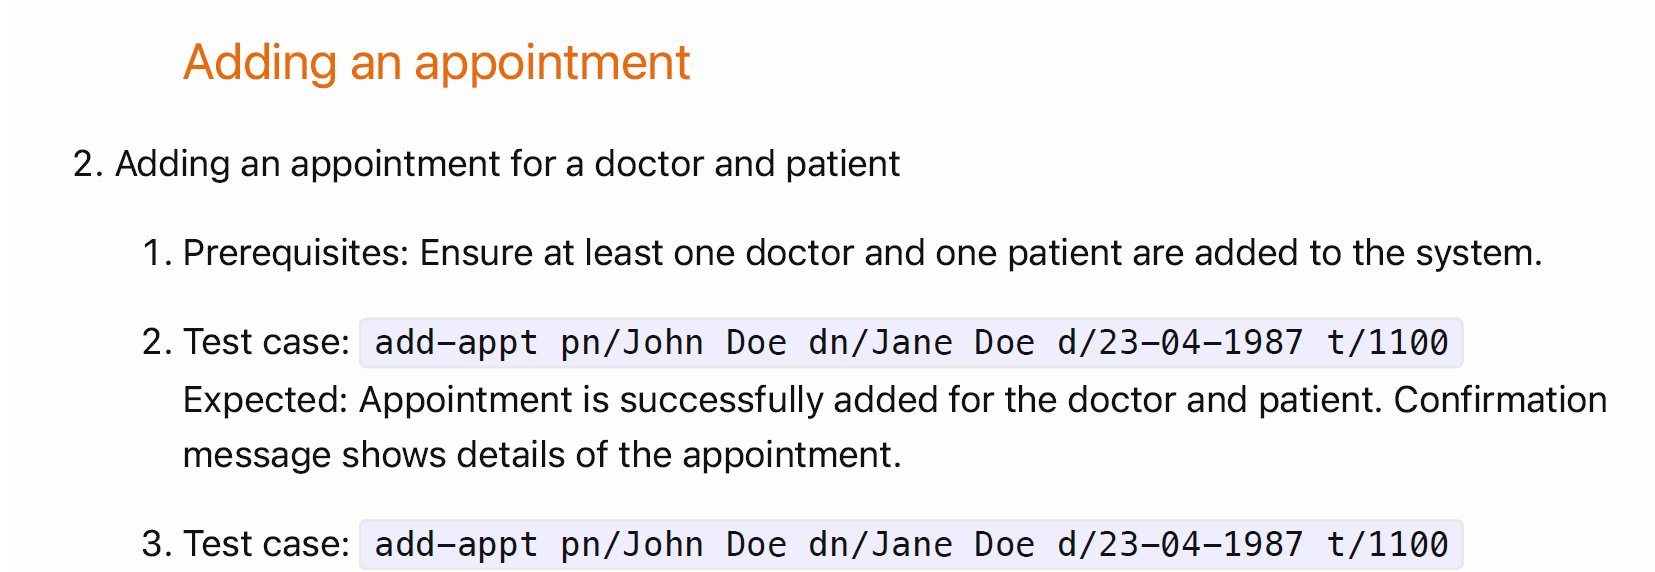 Adding an appointment
2. Adding an appointment for a doctor and patient
1. Prerequisites: Ensure at least one doctor and one patient are added to the system.
2. Test case: add-appt pn/John Doe dn/Jane Doe d/23-04-1987 t/1100
Expected: Appointment is successfully added for the doctor and patient. Confirmation
message shows details of the appointment.
3. Test case: add-appt pn/John Doe dn/Jane Doe d/23-04-1987 t/1100